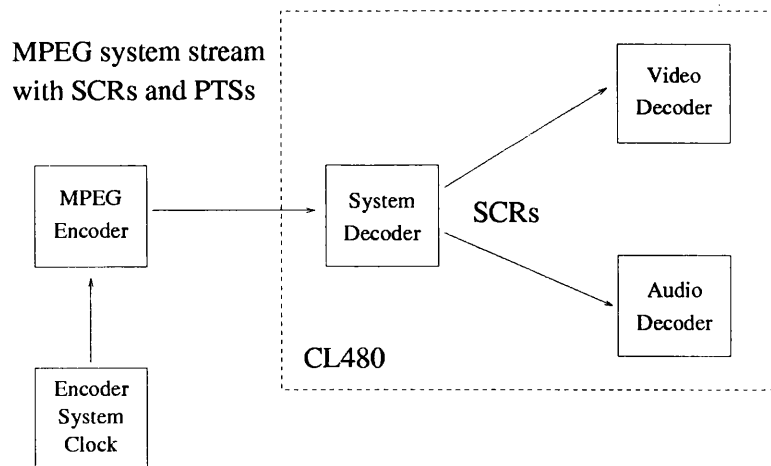 MPEG system stream
with SCRs and PTSs
Video
Decoder
MPEG
Encoder
System
Decoder
SCRs
Audio
Decoder
CL480
Encoder
System
Clock